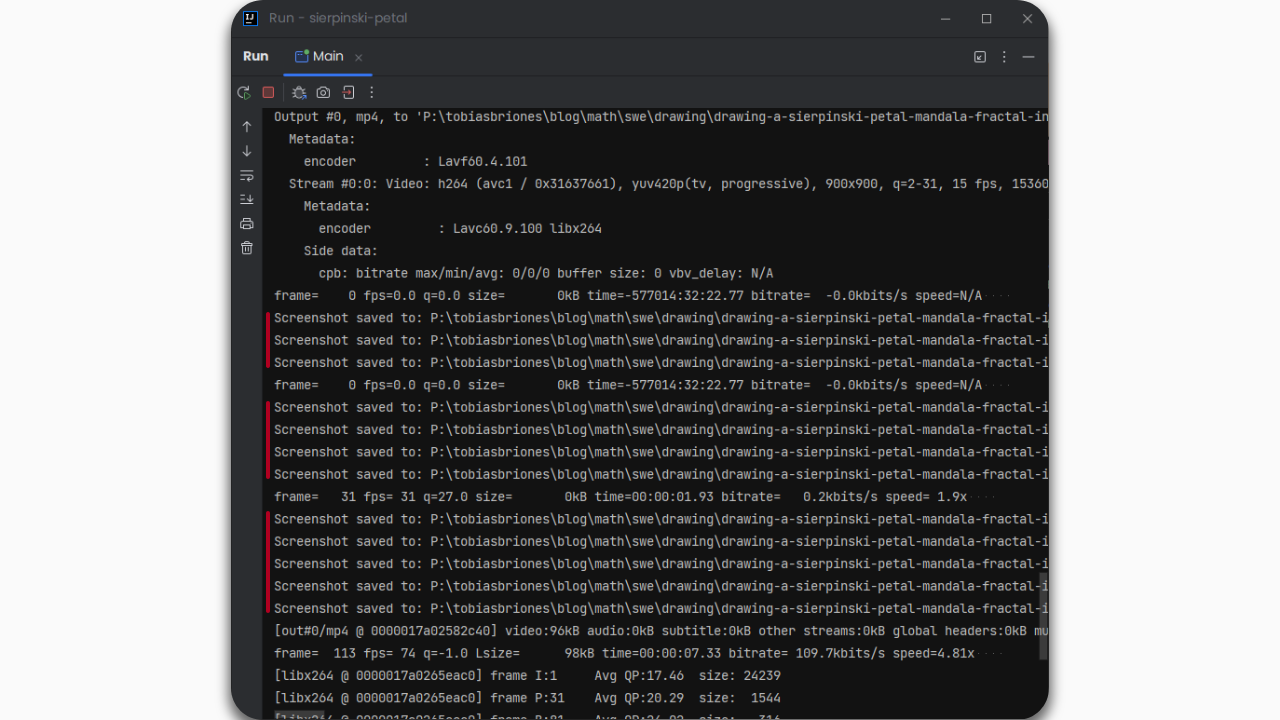 Run - sierpinski-petal
Run Main
Output #0, mp4, to 'P:\tobiasbriones\blog\math\swe\drawing\drawing-a-sierpinski-petal-mandala-fractal-in
Metadata:
encoder : Lavf60.4.101
Stream #0:0: Video: h264 (avc1 / 0x31637661), yuv420p(tv, progressive), 900x900, q=2-31, 15 fps, 15360
Metadata:
encoder : Lavc60.9.100 libx264
Side data:
cpb: bitrate max/min/avg: 0/0/0 buffer size: 0 vbv_delay: N/A
frame=    0 fps=0.0 q=0.0 size=       0kB time=-577014:32:22.77 bitrate=  -0.0kbits/s speed=N/A
Screenshot saved to: P:\tobiasbriones\blog\math\swe\drawing\drawing-a-sierpinski-petal-mandala-fractal-i
Screenshot saved to: P:\tobiasbriones\blog\math\swe\drawing\drawing-a-sierpinski-petal-mandala-fractal-i
Screenshot saved to: P:\tobiasbriones\blog\math\swe\drawing\drawing-a-sierpinski-petal-mandala-fractal-i
frame=    0 fps=0.0 q=0.0 size=       0kB time=-577014:32:22.77 bitrate=  -0.0kbits/s speed=N/A
Screenshot saved to: P:\tobiasbriones\blog\math\swe\drawing\drawing-a-sierpinski-petal-mandala-fractal-i
Screenshot saved to: P:\tobiasbriones\blog\math\swe\drawing\drawing-a-sierpinski-petal-mandala-fractal-i
Screenshot saved to: P:\tobiasbriones\blog\math\swe\drawing\drawing-a-sierpinski-petal-mandala-fractal-i
Screenshot saved to: P:\tobiasbriones\blog\math\swe\drawing\drawing-a-sierpinski-petal-mandala-fractal-i
frame=   31 fps= 31 q=27.0 size=       0kB time=00:00:01.93 bitrate=   0.2kbits/s speed= 1.9x
Screenshot saved to: P:\tobiasbriones\blog\math\swe\drawing\drawing-a-sierpinski-petal-mandala-fractal-i
Screenshot saved to: P:\tobiasbriones\blog\math\swe\drawing\drawing-a-sierpinski-petal-mandala-fractal-i
Screenshot saved to: P:\tobiasbriones\blog\math\swe\drawing\drawing-a-sierpinski-petal-mandala-fractal-i
Screenshot saved to: P:\tobiasbriones\blog\math\swe\drawing\drawing-a-sierpinski-petal-mandala-fractal-i
Screenshot saved to: P:\tobiasbriones\blog\math\swe\drawing\drawing-a-sierpinski-petal-mandala-fractal-i
[out#0/mp4 @ 0000017a02582c40] video:96kB audio:0kB subtitle:0kB other streams:0kB global headers:0kB mu
frame=  113 fps= 74 q=-1.0 Lsize=      98kB time=00:00:07.33 bitrate= 109.7kbits/s speed=4.81x
[libx264 @ 0000017a0265eac0] frame I:1     Avg QP:17.46  size: 24239
[libx264 @ 0000017a0265eac0] frame P:31    Avg QP:20.29  size:  1544